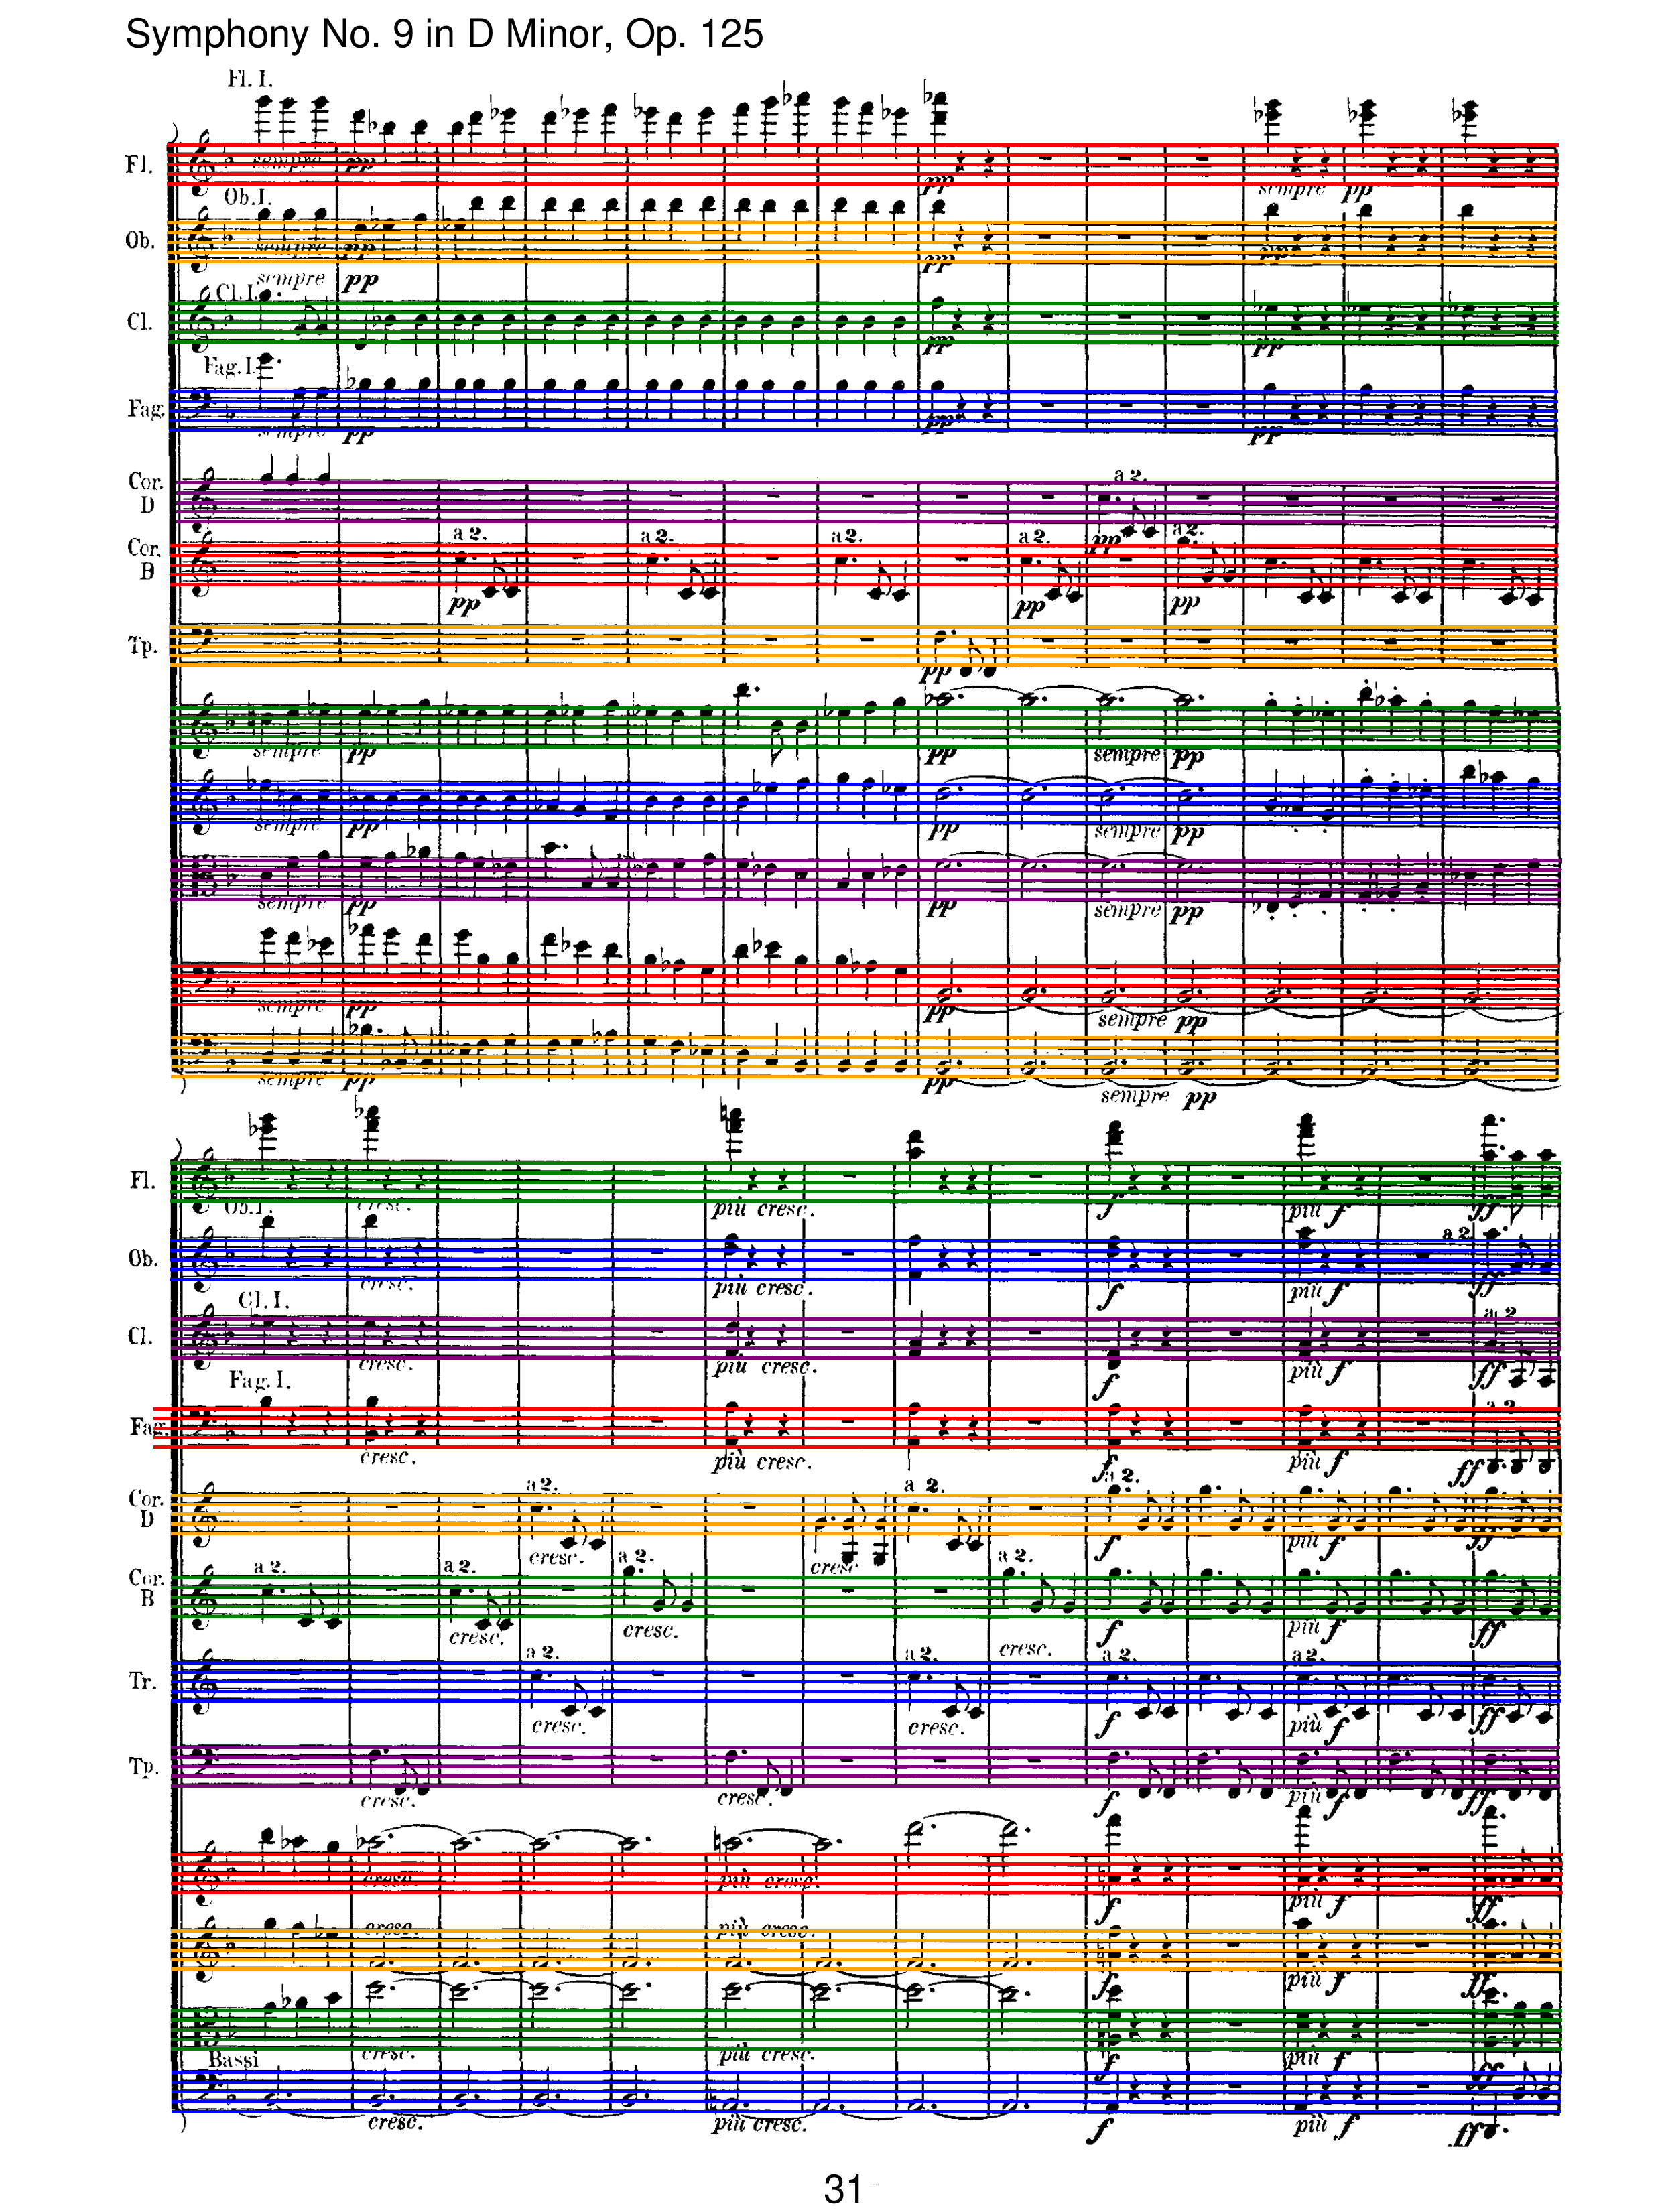 Symphony No. 9 in D Minor, Op. 125
Fl. I.
Fl. sempre pp pp sempre pp
Ob. I.
Ob. sempre pp pp pp
sempre pp
Cl. I.
Cl. pp pp
Fag. I.
Fag. sempre pp pp pp
Cor. D a 2. pp
Cor. B a 2. pp a 2. a 2. a 2. pp a 2. pp
Tp. pp
sempre pp pp sempre pp
sempre pp pp sempre pp
sempre pp pp sempre pp
sempre pp pp sempre pp
sempre pp pp sempre pp
Fl. cresc. più cresc. f più f ff
Ob. I.
Ob. cresc. più cresc. f più f a 2. ff
Cl. I.
Cl. cresc. più cresc. f più f a 2. ff
Fag. I.
Fag. cresc. più cresc. f più f a 2. ff
Cor. D a 2. cresc. cresc. a 2. a 2. f più f ff
Cor. B a 2. a 2. cresc. a 2. cresc. a 2. cresc. f più f ff
Tr. a 2. cresc. a 2. cresc. a 2. f a 2. più f ff
Tp. cresc. cresc. f più f ff
cresc. più cresc. f più f ff
cresc. più cresc. f più f ff
cresc. più cresc. f più f ff
Bassi
cresc. più cresc. f più f ff
31